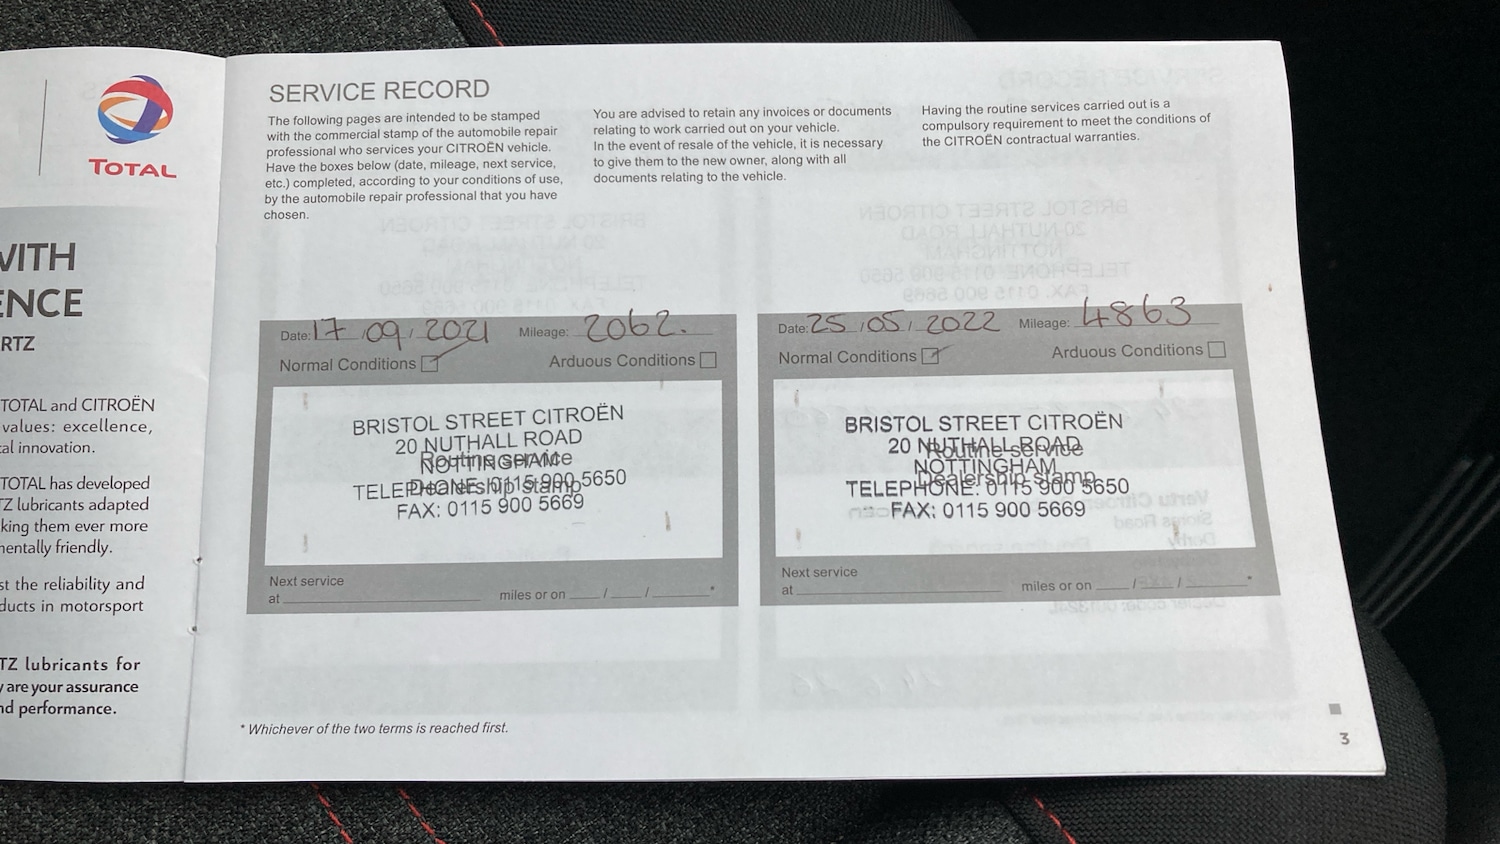 TOTAL
WITH
ENCE
RTZ
TOTAL and CITROËN
values: excellence,
al innovation.
TOTAL has developed
TZ lubricants adapted
king them ever more
mentally friendly.
st the reliability and
ducts in motorsport
TZ lubricants for
y are your assurance
nd performance.
SERVICE RECORD
The following pages are intended to be stamped
with the commercial stamp of the automobile repair
professional who services your CITROËN vehicle.
Have the boxes below (date, mileage, next service,
etc.) completed, according to your conditions of use,
by the automobile repair professional that you have
chosen.
You are advised to retain any invoices or documents
relating to work carried out on your vehicle.
In the event of resale of the vehicle, it is necessary
to give them to the new owner, along with all
documents relating to the vehicle.
Having the routine services carried out is a
compulsory requirement to meet the conditions of
the CITROËN contractual warranties.
Date: 17/09/2021 Mileage: 2062.
Normal Conditions Arduous Conditions
BRISTOL STREET CITROËN
20 NUTHALL ROAD
Routine service
NOTTINGHAM
Dealership stamp
TELEPHONE: 0115 900 5650
FAX: 0115 900 5669
Next service
at miles or on / / *
Date: 25/05/2022 Mileage: 4863
Normal Conditions Arduous Conditions
BRISTOL STREET CITROËN
20 NUTHALL ROAD
Routine service
NOTTINGHAM
Dealership stamp
TELEPHONE: 0115 900 5650
FAX: 0115 900 5669
Next service
at miles or on / / *
* Whichever of the two terms is reached first.
3